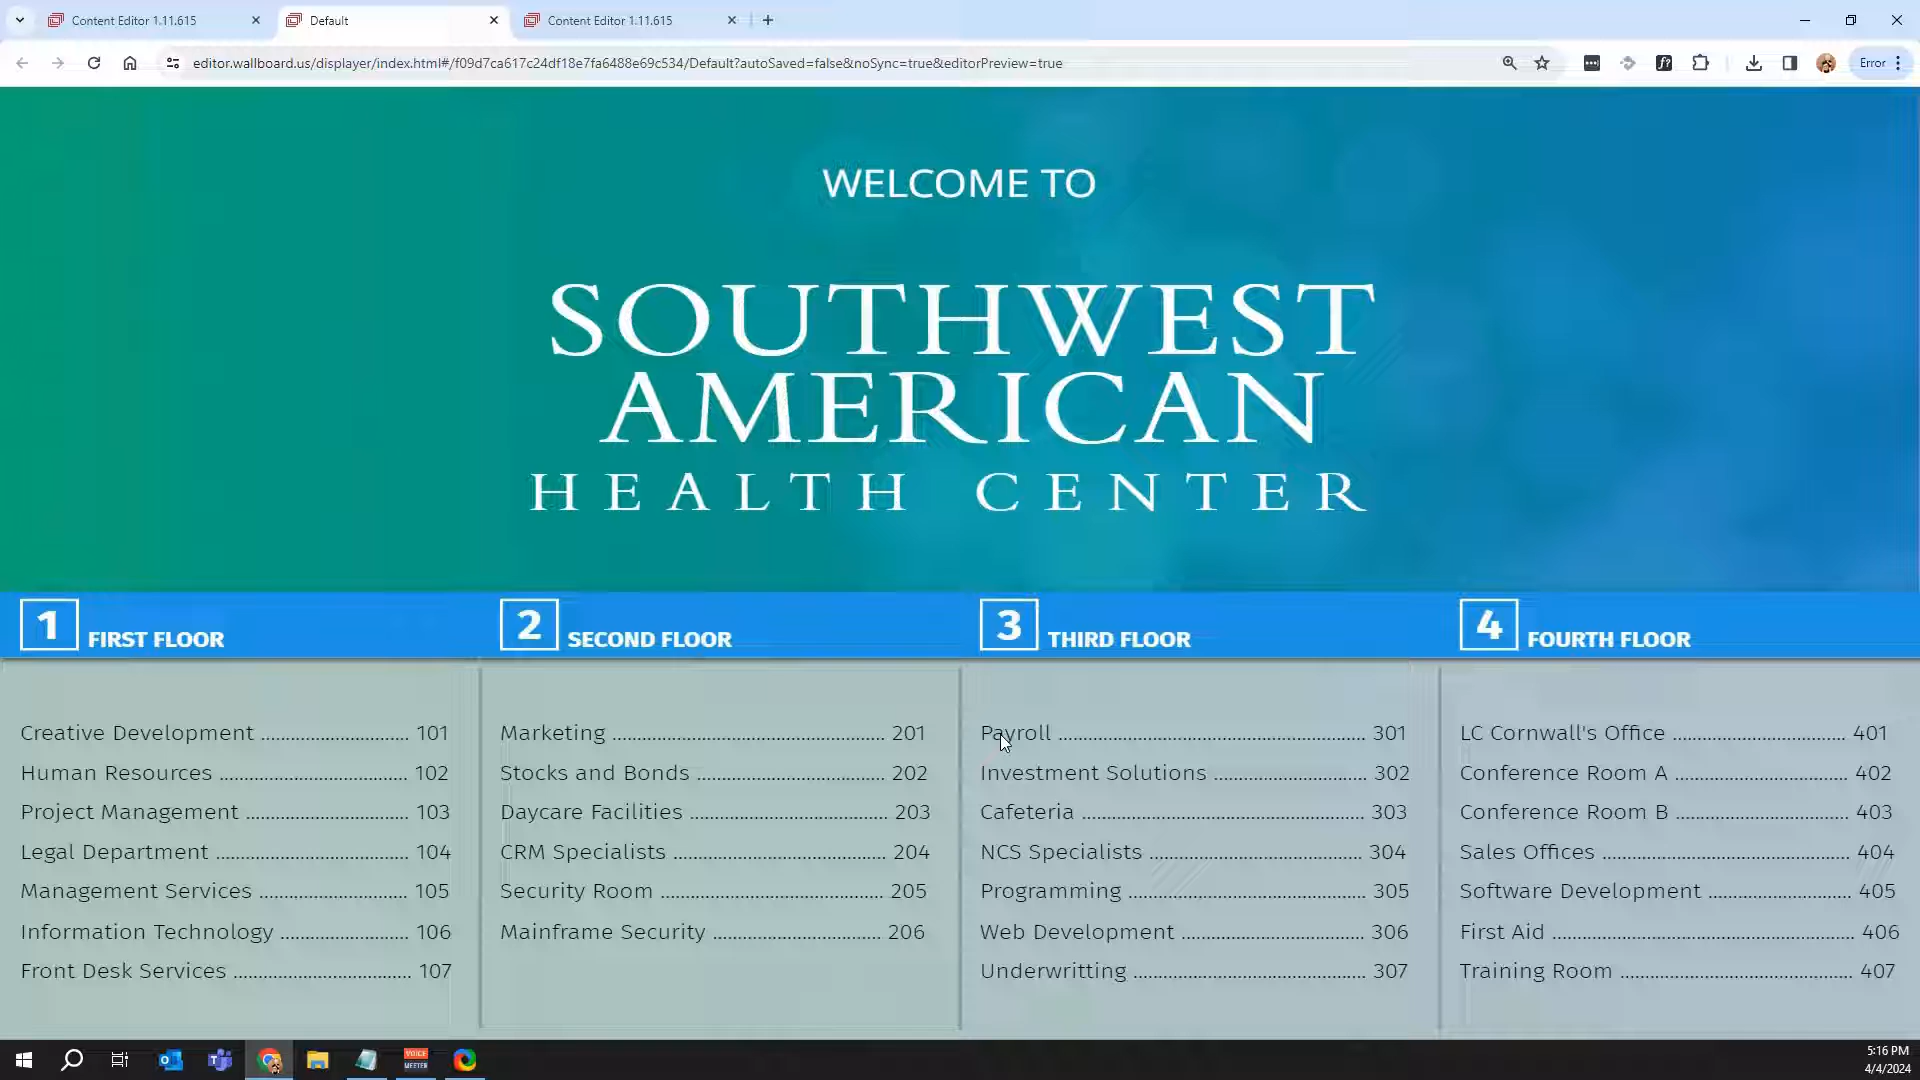 Content Editor 1.11.615
Default
Content Editor 1.11.615
editor.wallboard.us/displayer/index.html#/f09d7ca617c24df18e7fa6488e69c534/Default?autoSaved=false&noSync=true&editorPreview=true
f?
Error
WELCOME TO
SOUTHWEST
AMERICAN
HEALTH CENTER
1 FIRST FLOOR
2 SECOND FLOOR
3 THIRD FLOOR
4 FOURTH FLOOR
Creative Development ........................... 101
Human Resources ................................... 102
Project Management .............................. 103
Legal Department ................................... 104
Management Services ........................... 105
Information Technology ....................... 106
Front Desk Services ................................ 107
Marketing ...................................................... 201
Stocks and Bonds .................................. 202
Daycare Facilities .................................... 203
CRM Specialists ...................................... 204
Security Room ........................................ 205
Mainframe Security .............................. 206
Payroll ......................................................... 301
Investment Solutions ........................... 302
Cafeteria .................................................... 303
NCS Specialists ....................................... 304
Programming ........................................... 305
Web Development ................................. 306
Underwritting .......................................... 307
LC Cornwall's Office ............................... 401
Conference Room A ............................... 402
Conference Room B ............................... 403
Sales Offices ............................................. 404
Software Development ......................... 405
First Aid ...................................................... 406
Training Room .......................................... 407
VOICE
MEETER
5:16 PM
4/4/2024